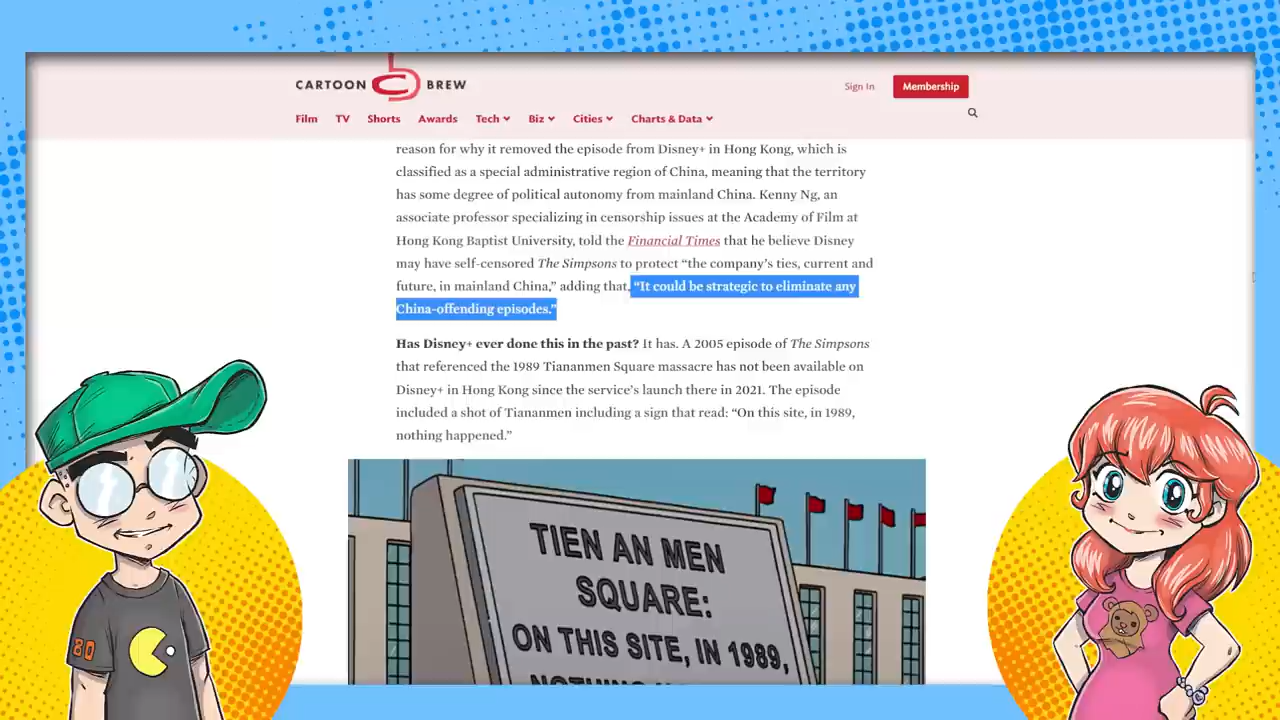 CARTOON BREW
Sign In
Membership
Film TV Shorts Awards Tech Biz Cities Charts & Data
reason for why it removed the episode from Disney+ in Hong Kong, which is
classified as a special administrative region of China, meaning that the territory
has some degree of political autonomy from mainland China. Kenny Ng, an
associate professor specializing in censorship issues at the Academy of Film at
Hong Kong Baptist University, told the Financial Times that he believe Disney
may have self-censored The Simpsons to protect “the company’s ties, current and
future, in mainland China,” adding that, “It could be strategic to eliminate any
China-offending episodes.”
Has Disney+ ever done this in the past? It has. A 2005 episode of The Simpsons
that referenced the 1989 Tiananmen Square massacre has not been available on
Disney+ in Hong Kong since the service’s launch there in 2021. The episode
included a shot of Tiananmen including a sign that read: “On this site, in 1989,
nothing happened.”
TIEN AN MEN
SQUARE:
ON THIS SITE, IN 1989,
80